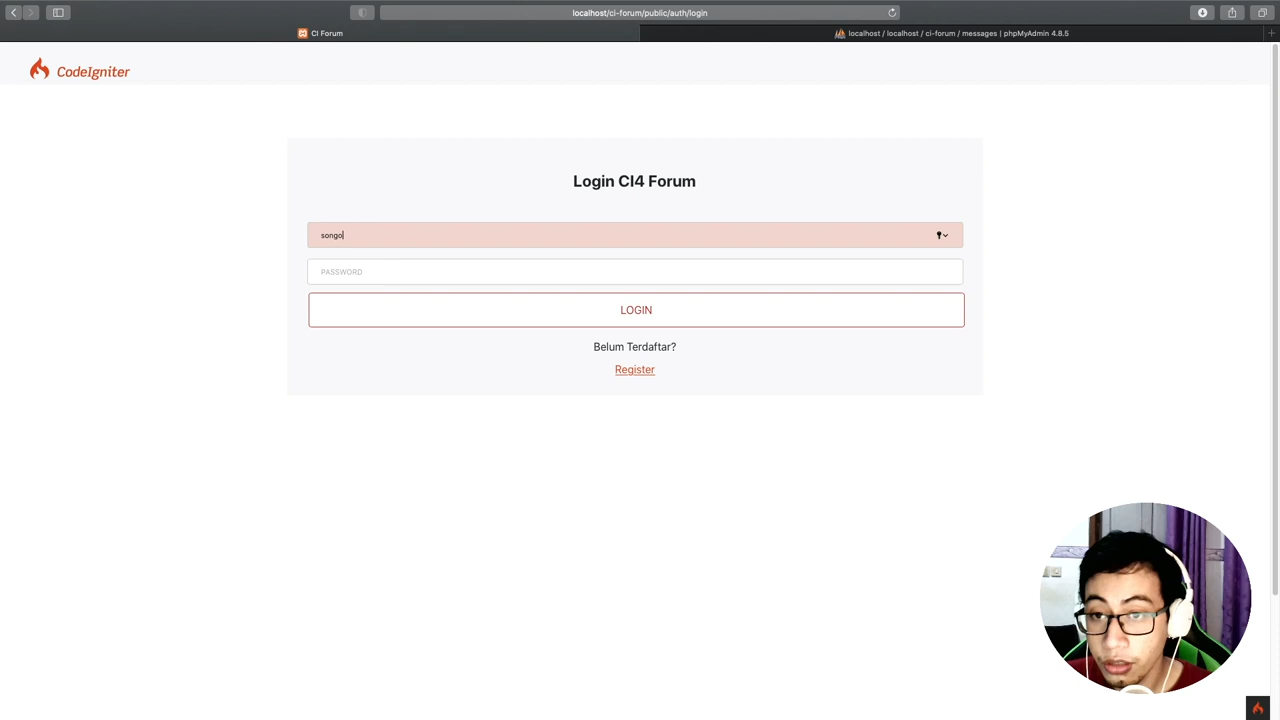 localhost/ci-forum/public/auth/login
CI Forum
localhost / localhost / ci-forum / messages | phpMyAdmin 4.8.5
CodeIgniter
Login CI4 Forum
songo
PASSWORD
LOGIN
Belum Terdaftar?
Register